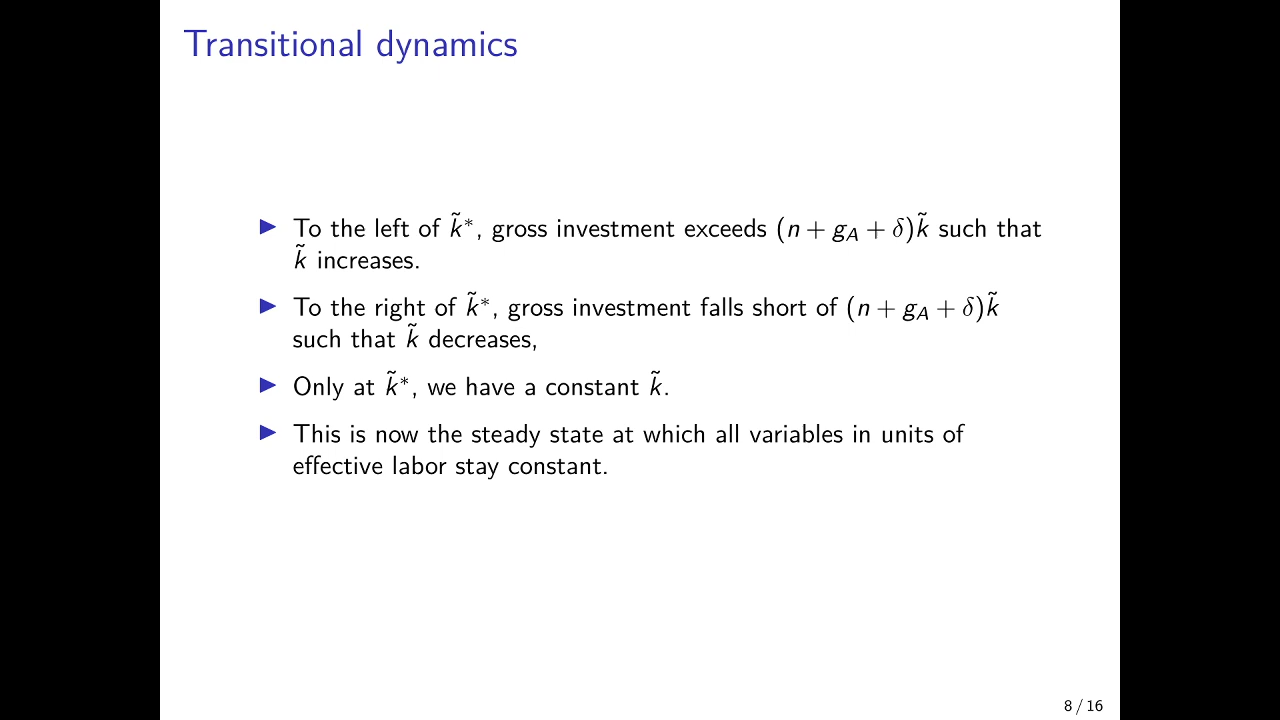 Transitional dynamics
▶ To the left of k̃*, gross investment exceeds (n + g_A + δ)k̃ such that
k̃ increases.
▶ To the right of k̃*, gross investment falls short of (n + g_A + δ)k̃
such that k̃ decreases,
▶ Only at k̃*, we have a constant k̃.
▶ This is now the steady state at which all variables in units of
effective labor stay constant.
8 / 16